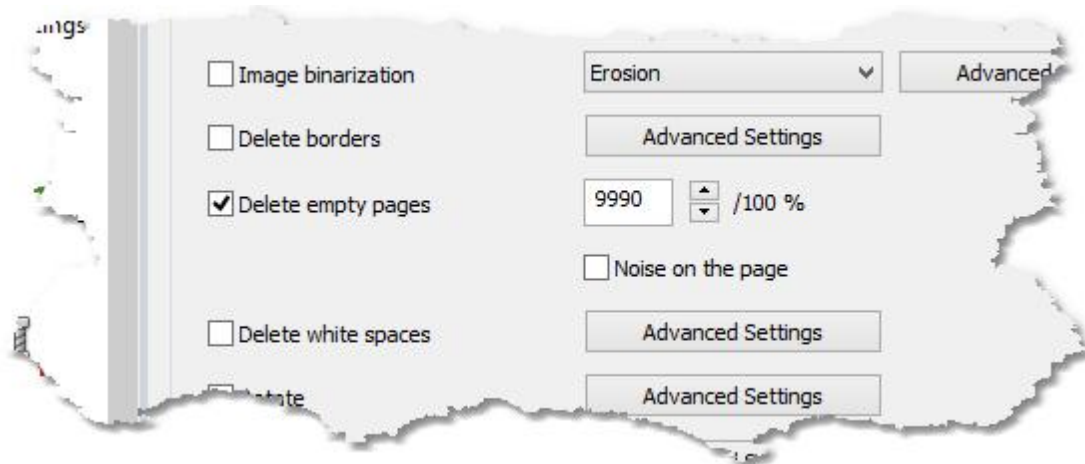 Image binarization Erosion Advanced
Delete borders Advanced Settings
Delete empty pages 9990 /100 %
Noise on the page
Delete white spaces Advanced Settings
Advanced Settings